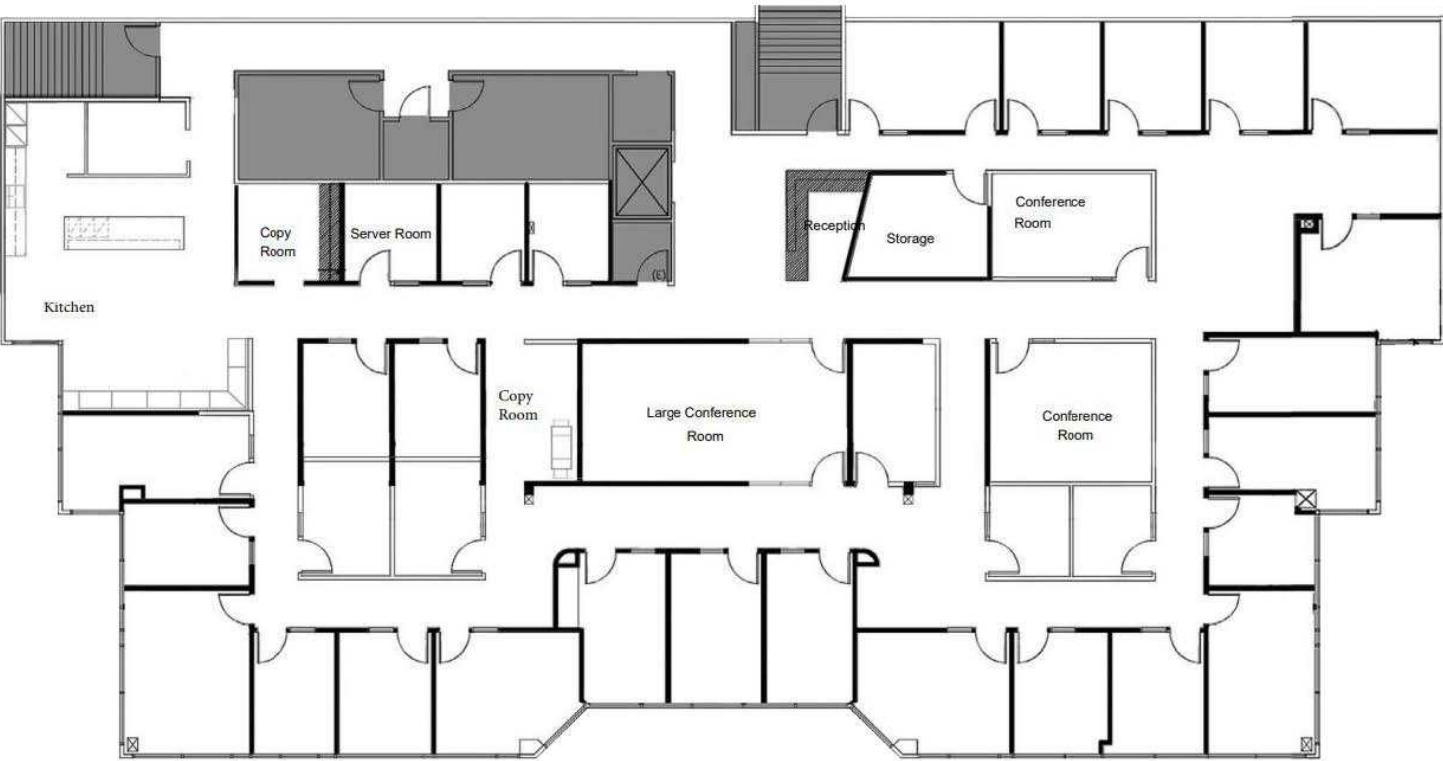 Conference
Room
Copy
Room
Server Room
Reception
Storage
(E)
Kitchen
Copy
Room
Large Conference
Room
Conference
Room